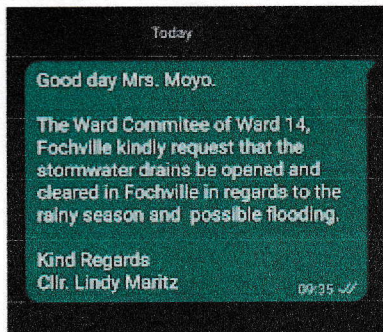 Today
Good day Mrs. Moyo.
The Ward Commitee of Ward 14,
Fochville kindly request that the
stormwater drains be opened and
cleared in Fochville in regards to the
rainy season and possible flooding.
Kind Regards
Cllr. Lindy Maritz
09:35